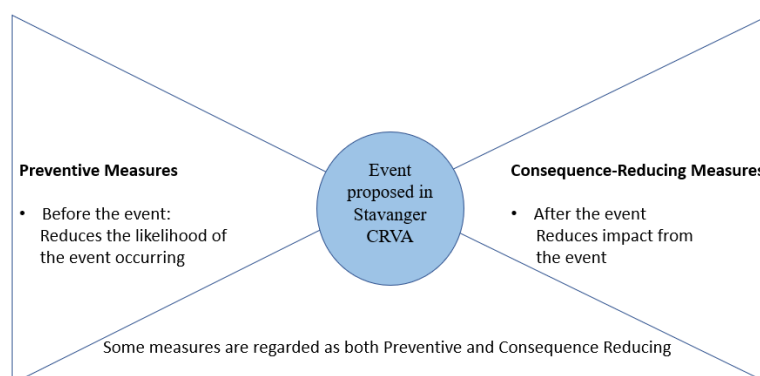 Preventive Measures
• Before the event:
Reduces the likelihood of
the event occurring
Event
proposed in
Stavanger
CRVA
Consequence-Reducing Measures
• After the event
Reduces impact from
the event
Some measures are regarded as both Preventive and Consequence Reducing